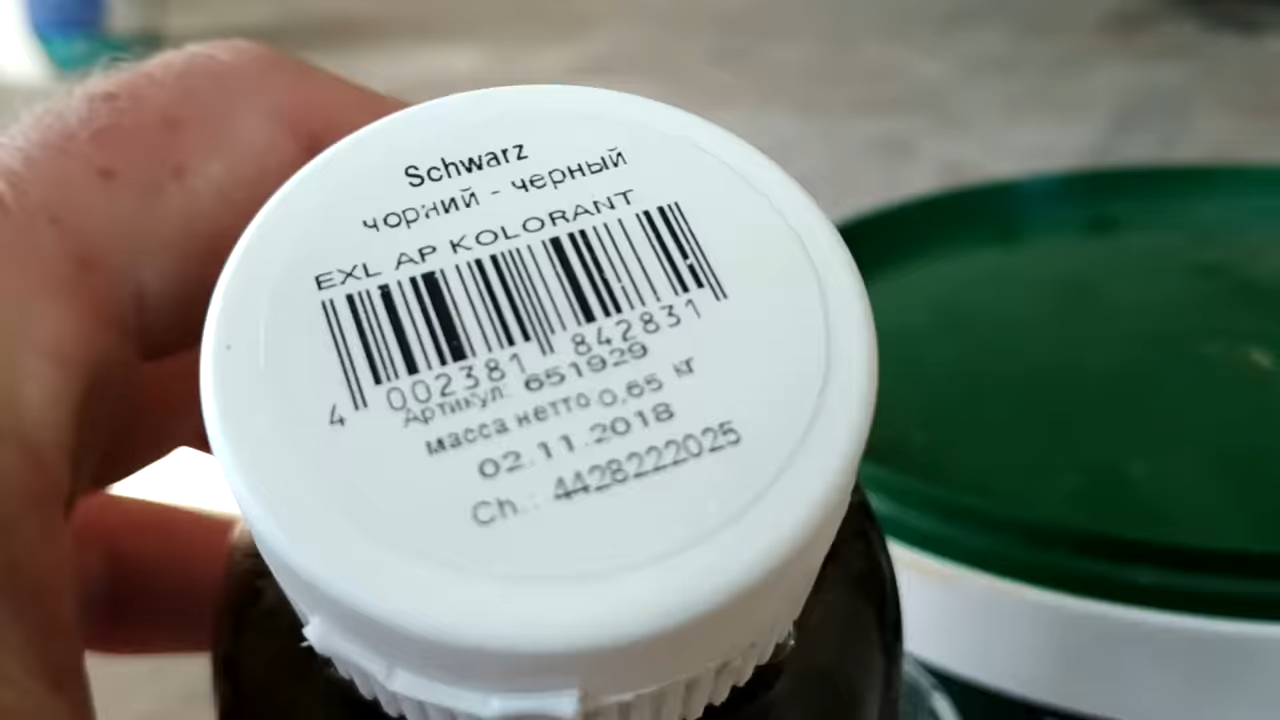 Schwarz
чорний - черный
EXL AP KOLORANT
4 002381 842831
Артикул: 651929
масса нетто 0,65 кг
02.11.2018
Ch.: 4428222025